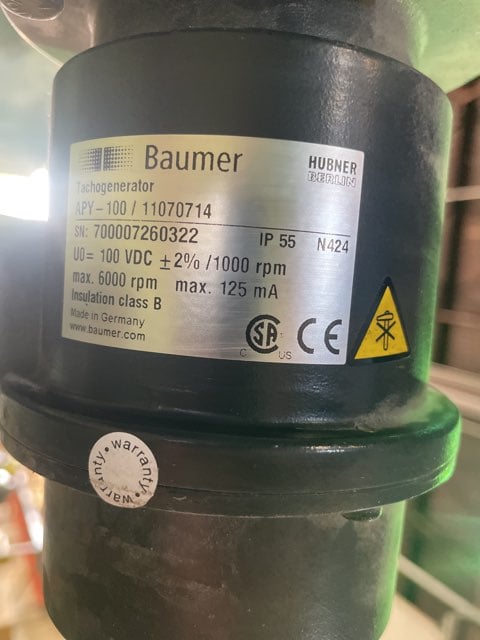 Baumer
HUBNER
BERLIN
Tachogenerator
APY-100 / 11070714
SN: 700007260322 IP 55 N424
U0= 100 VDC ±2% /1000 rpm
max. 6000 rpm max. 125 mA
Insulation class B
Made in Germany
www.baumer.com
C SA US CE
warranty • warranty •